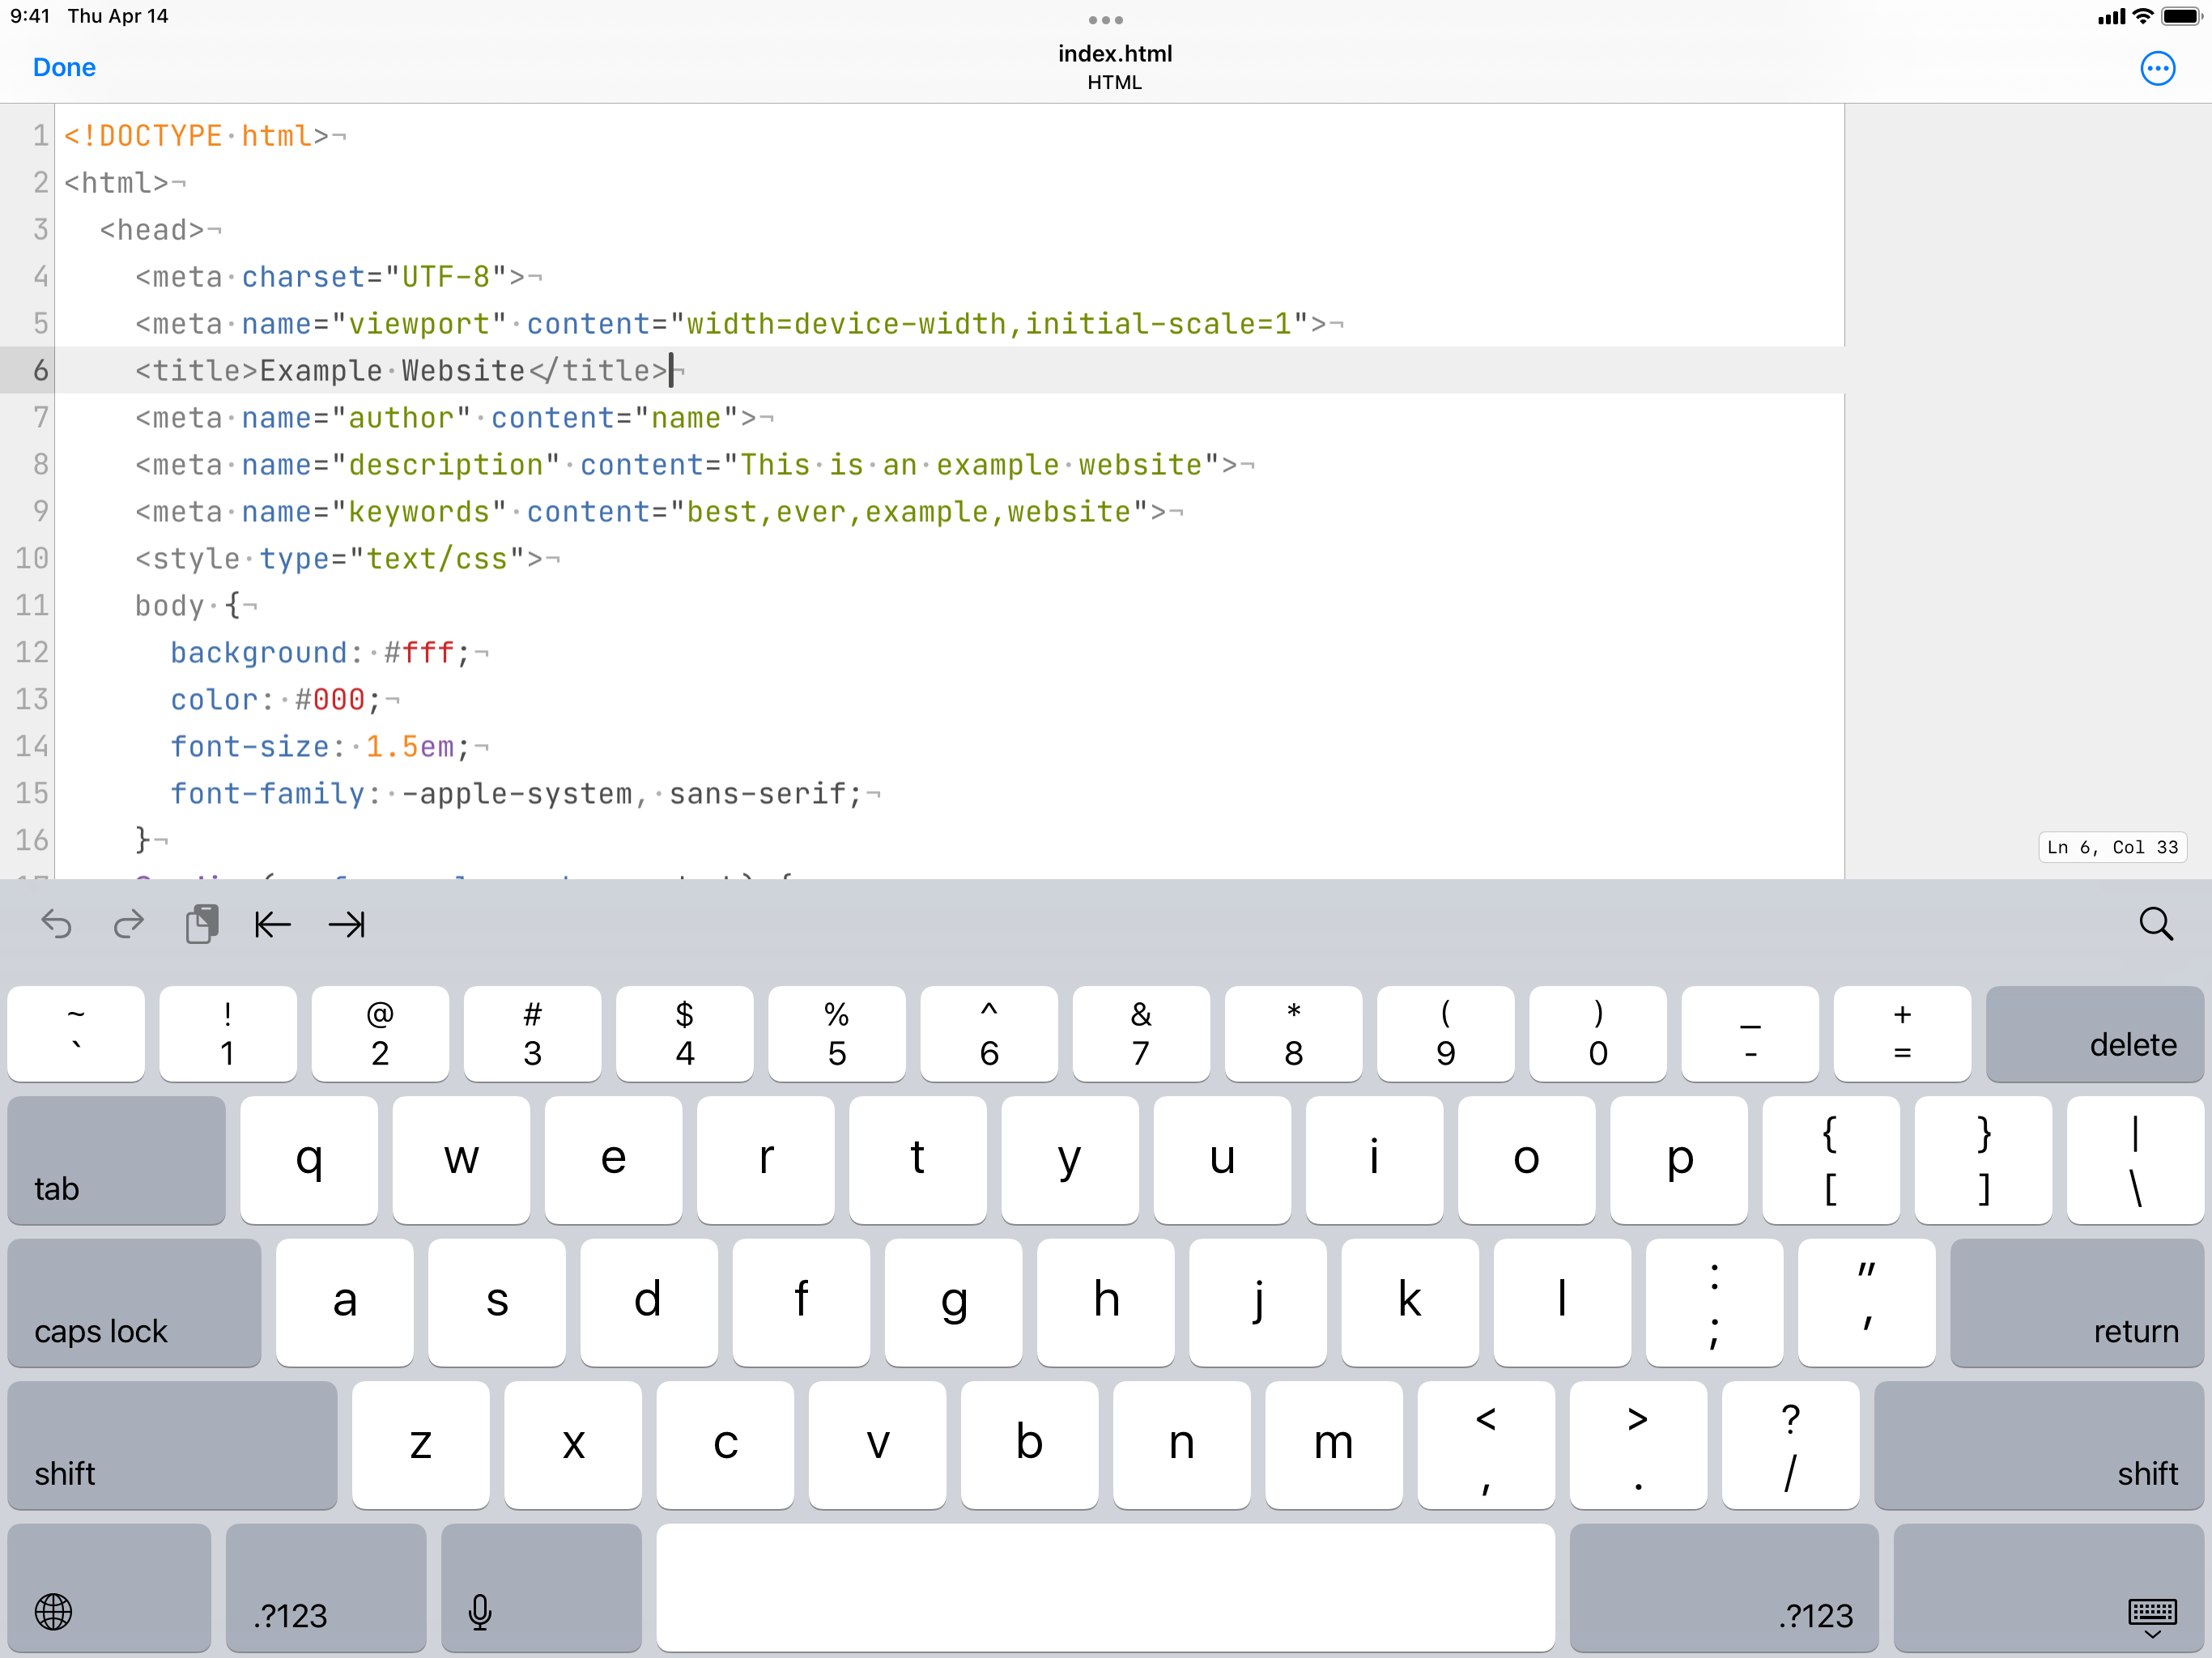 9:41 Thu Apr 14
Done
index.html
HTML
1 <!DOCTYPE html>¬
2 <html>¬
3 <head>¬
4 <meta charset="UTF-8">¬
5 <meta name="viewport" content="width=device-width,initial-scale=1">¬
6 <title>Example Website</title>¬
7 <meta name="author" content="name">¬
8 <meta name="description" content="This is an example website">¬
9 <meta name="keywords" content="best,ever,example,website">¬
10 <style type="text/css">¬
11 body {¬
12 background: #fff;¬
13 color: #000;¬
14 font-size: 1.5em;¬
15 font-family: -apple-system, sans-serif;¬
16 }¬
Ln 6, Col 33
~ ! @ # $ % ^ & * ( ) _ +
` 1 2 3 4 5 6 7 8 9 0 - = delete
tab q w e r t y u i o p { } |
[ ] \
caps lock a s d f g h j k l : "
; ' return
shift z x c v b n m < > ?
, . / shift
.?123 .?123